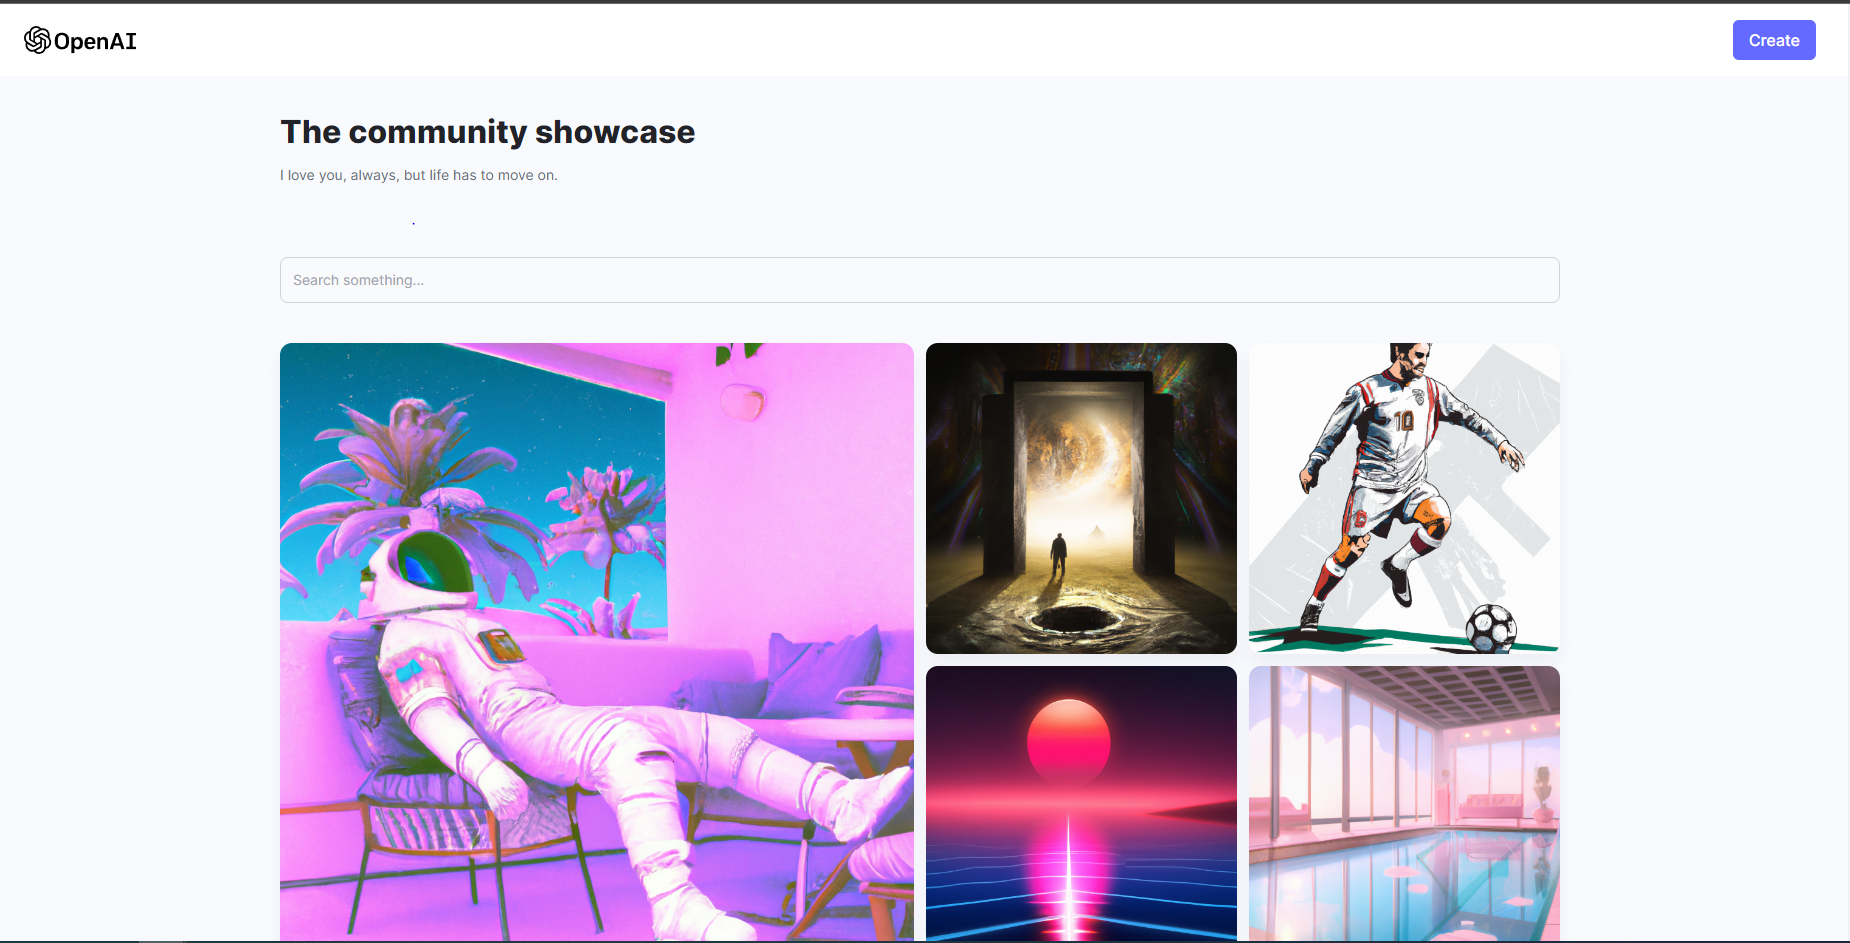 OpenAI
Create
The community showcase
I love you, always, but life has to move on.
.
Search something...
10